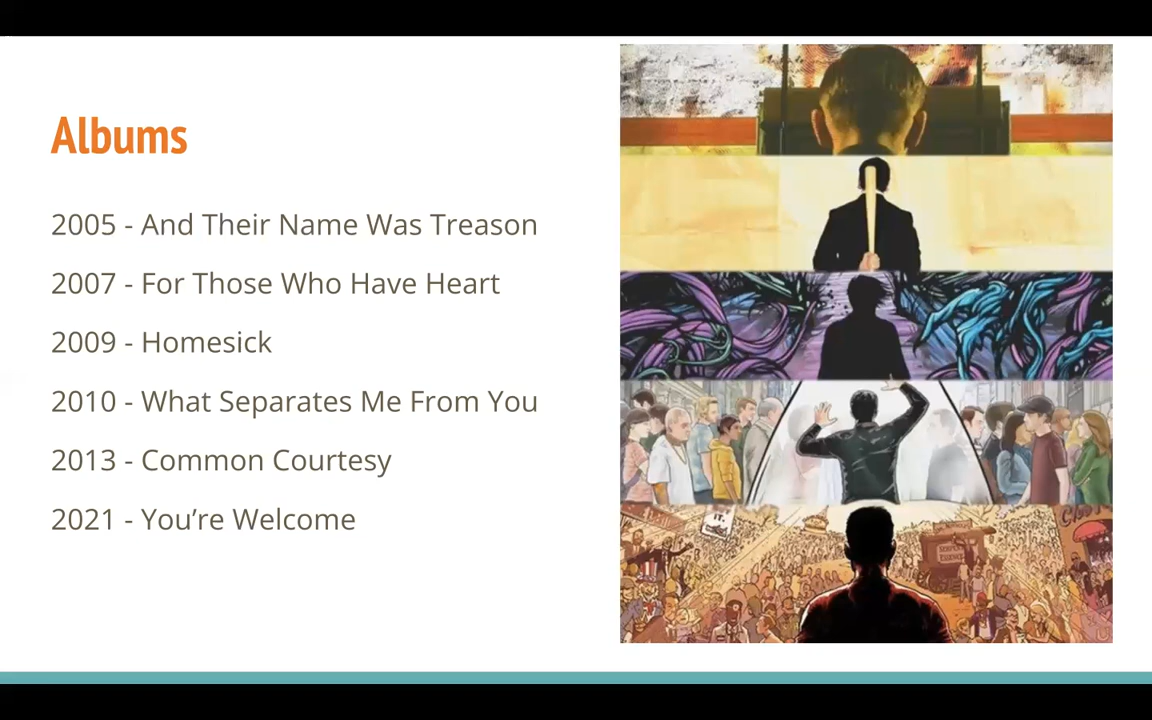 Albums
2005 - And Their Name Was Treason
2007 - For Those Who Have Heart
2009 - Homesick
2010 - What Separates Me From You
2013 - Common Courtesy
2021 - You’re Welcome